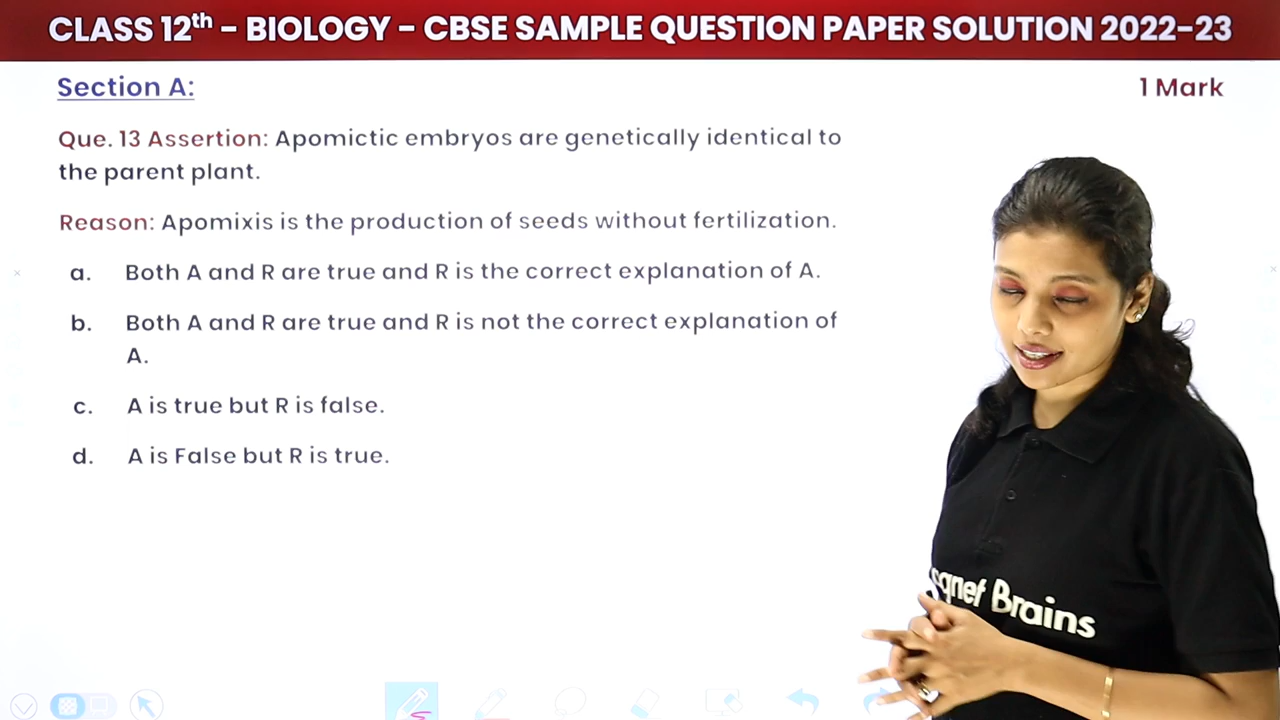 CLASS 12th – BIOLOGY – CBSE SAMPLE QUESTION PAPER SOLUTION 2022-23
Section A:
1 Mark
Que. 13 Assertion: Apomictic embryos are genetically identical to
the parent plant.
Reason: Apomixis is the production of seeds without fertilization.
a. Both A and R are true and R is the correct explanation of A.
b. Both A and R are true and R is not the correct explanation of
A.
c. A is true but R is false.
d. A is False but R is true.
Brains